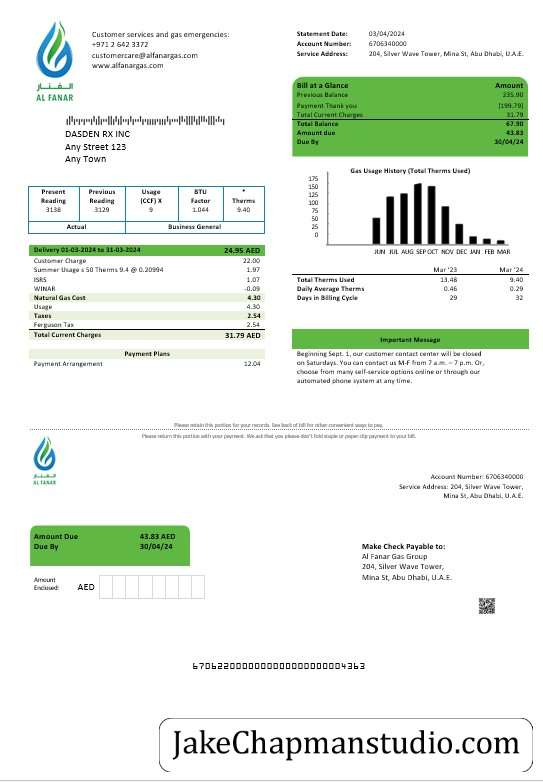 Customer services and gas emergencies:
+971 2 642 3372
customercare@alfanargas.com
www.alfanargas.com
الفنار
AL FANAR
Statement Date: 03/04/2024
Account Number: 6706340000
Service Address: 204, Silver Wave Tower, Mina St, Abu Dhabi, U.A.E.
DASDEN RX INC
Any Street 123
Any Town
Bill at a Glance Amount
Previous Balance 235.90
Payment Thank you (199.79)
Total Current Charges 31.79
Total Balance 67.90
Amount due 43.83
Due By 30/04/24
Present Reading Previous Reading Usage (CCF) X BTU Factor * Therms
3138 3129 9 1.044 9.40
Actual Business General
Gas Usage History (Total Therms Used)
175
150
125
100
75
50
25
0
JUN JUL AUG SEP OCT NOV DEC JAN FEB MAR
Mar '23 Mar '24
Total Therms Used 13.48 9.40
Daily Average Therms 0.46 0.29
Days in Billing Cycle 29 32
Delivery 01-03-2024 to 31-03-2024 24.95 AED
Customer Charge 22.00
Summer Usage ≤ 50 Therms 9.4 @ 0.20994 1.97
ISRS 1.07
WINAR -0.09
Natural Gas Cost 4.30
Usage 4.30
Taxes 2.54
Ferguson Tax 2.54
Total Current Charges 31.79 AED
Payment Plans
Payment Arrangement 12.04
Important Message
Beginning Sept. 1, our customer contact center will be closed
on Saturdays. You can contact us M-F from 7 a.m. – 7 p.m. Or,
choose from many self-service options online or through our
automated phone system at any time.
Please retain this portion for your records. See back of bill for other convenient ways to pay.
Please return this portion with your payment. We ask that you please don't fold staple or paper clip payment to your bill.
الفنار
AL FANAR
Account Number: 6706340000
Service Address: 204, Silver Wave Tower,
Mina St, Abu Dhabi, U.A.E.
Amount Due 43.83 AED
Due By 30/04/24
Amount
Enclosed: AED
Make Check Payable to:
Al Fanar Gas Group
204, Silver Wave Tower,
Mina St, Abu Dhabi, U.A.E.
JakeChapmanstudio.com